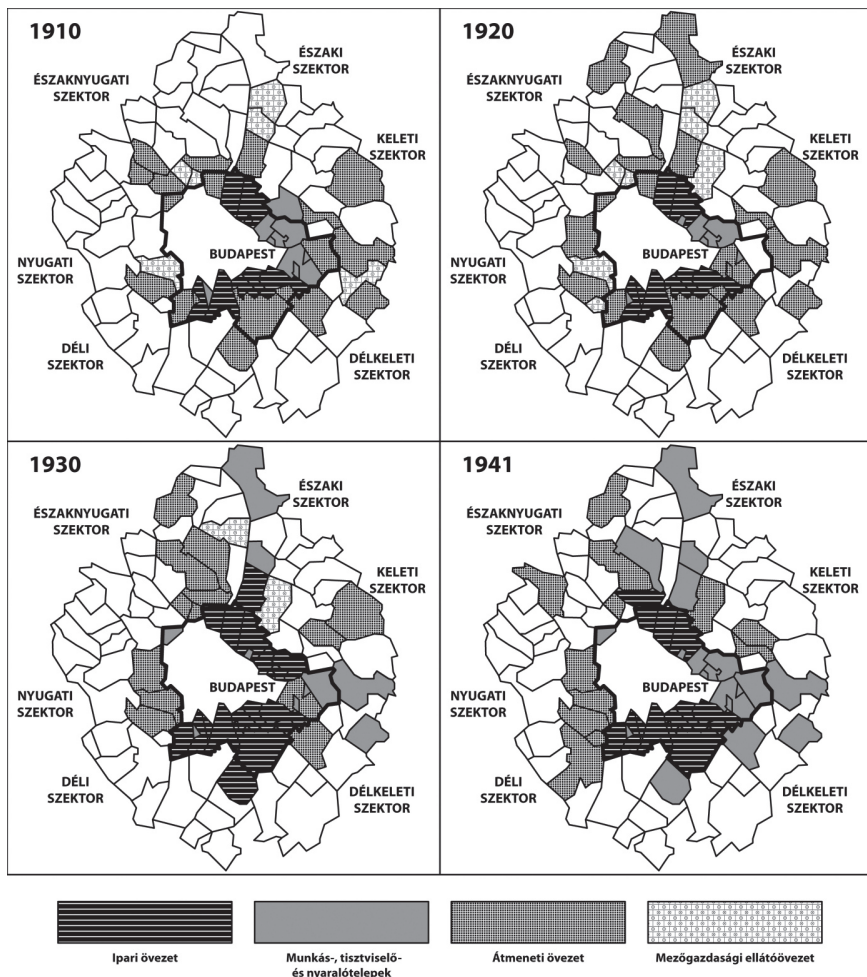 1910
ÉSZAKI
SZEKTOR
ÉSZAKNYUGATI
SZEKTOR
KELETI
SZEKTOR
BUDAPEST
NYUGATI
SZEKTOR
DÉLI
SZEKTOR
DÉLKELETI
SZEKTOR
1920
ÉSZAKI
SZEKTOR
ÉSZAKNYUGATI
SZEKTOR
KELETI
SZEKTOR
BUDAPEST
NYUGATI
SZEKTOR
DÉLI
SZEKTOR
DÉLKELETI
SZEKTOR
1930
ÉSZAKI
SZEKTOR
ÉSZAKNYUGATI
SZEKTOR
KELETI
SZEKTOR
BUDAPEST
NYUGATI
SZEKTOR
DÉLI
SZEKTOR
DÉLKELETI
SZEKTOR
1941
ÉSZAKI
SZEKTOR
ÉSZAKNYUGATI
SZEKTOR
KELETI
SZEKTOR
BUDAPEST
NYUGATI
SZEKTOR
DÉLI
SZEKTOR
DÉLKELETI
SZEKTOR
Ipari övezet
Munkás-, tisztviselő-
és nyaralótelepek
Átmeneti övezet
Mezőgazdasági ellátóövezet